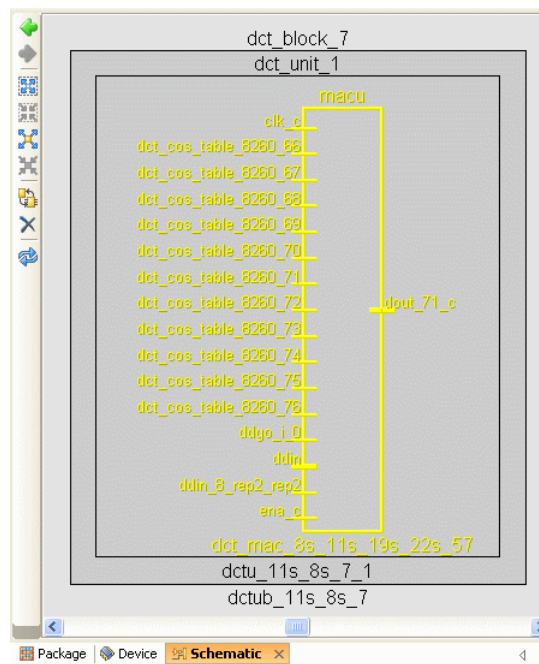 dct_block_7
dct_unit_1
macu
clk_c
dct_cos_table_8260_66
dct_cos_table_8260_67
dct_cos_table_8260_68
dct_cos_table_8260_69
dct_cos_table_8260_70
dct_cos_table_8260_71
dct_cos_table_8260_72
dout_71_c
dct_cos_table_8260_73
dct_cos_table_8260_74
dct_cos_table_8260_75
dct_cos_table_8260_76
ddgo_i_0
ddin
ddin_8_rep2_rep2
ena_c
dct_mac_8s_11s_19s_22s_57
dctu_11s_8s_7_1
dctub_11s_8s_7
Package Device Schematic